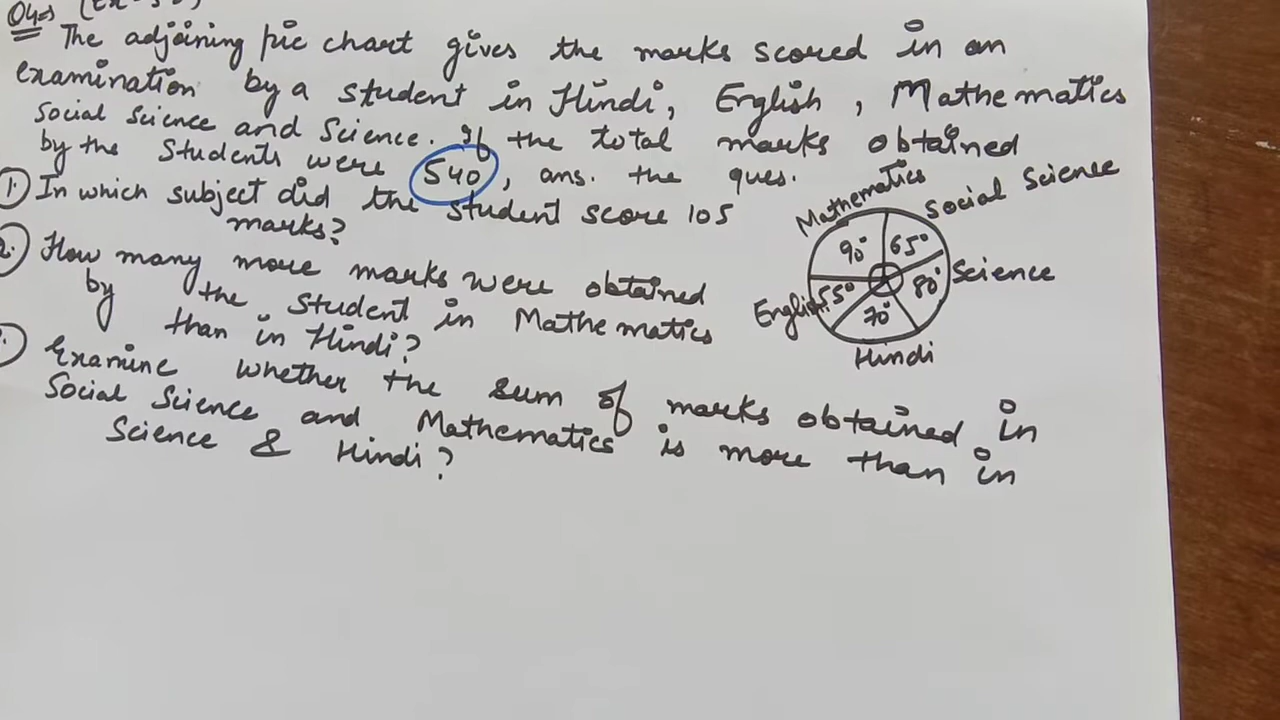 Q4⇒
The adjoining pie chart gives the marks scored in an
examination by a student in Hindi, English, Mathematics
Social Science and Science. If the total marks obtained
by the Students were 540, ans. the ques.
1. In which subject did the student score 105
marks?
2. How many more marks were obtained
by the student in Mathematics
than in Hindi?
Examine whether the sum of marks obtained in
Social Science and Mathematics is more than in
Science & Hindi?
Mathematics
Social Science
90° 65°
Science
80°
English 55°
70°
Hindi